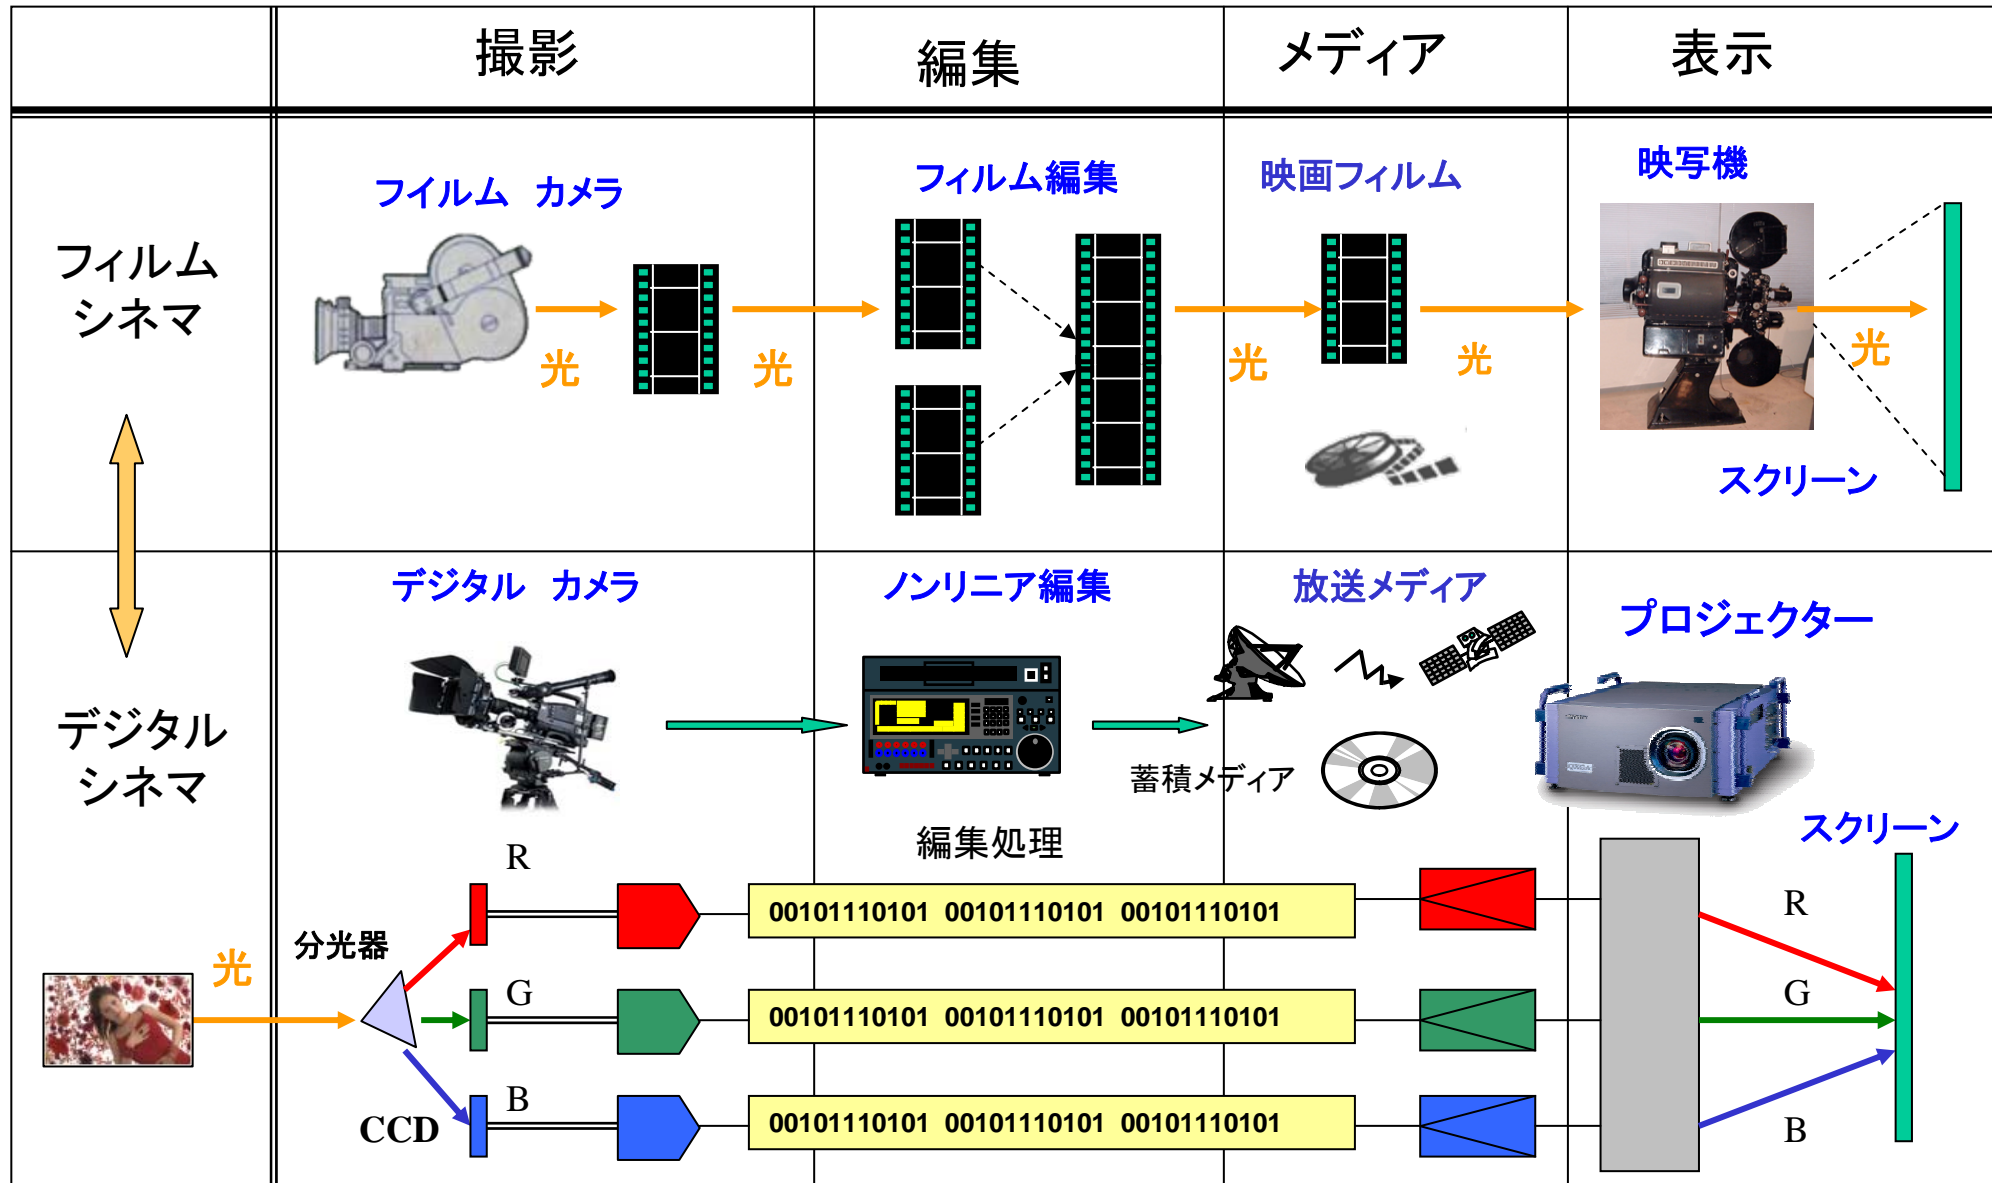 撮影
編集
メディア
表示
フィルム
シネマ
フイルム カメラ
フィルム編集
映画フィルム
映写機
光
光
光
光
光
スクリーン
デジタル
シネマ
デジタル カメラ
ノンリニア編集
放送メディア
プロジェクター
蓄積メディア
編集処理
スクリーン
光
分光器
R
00101110101 00101110101 00101110101
R
G
00101110101 00101110101 00101110101
G
CCD
B
00101110101 00101110101 00101110101
B